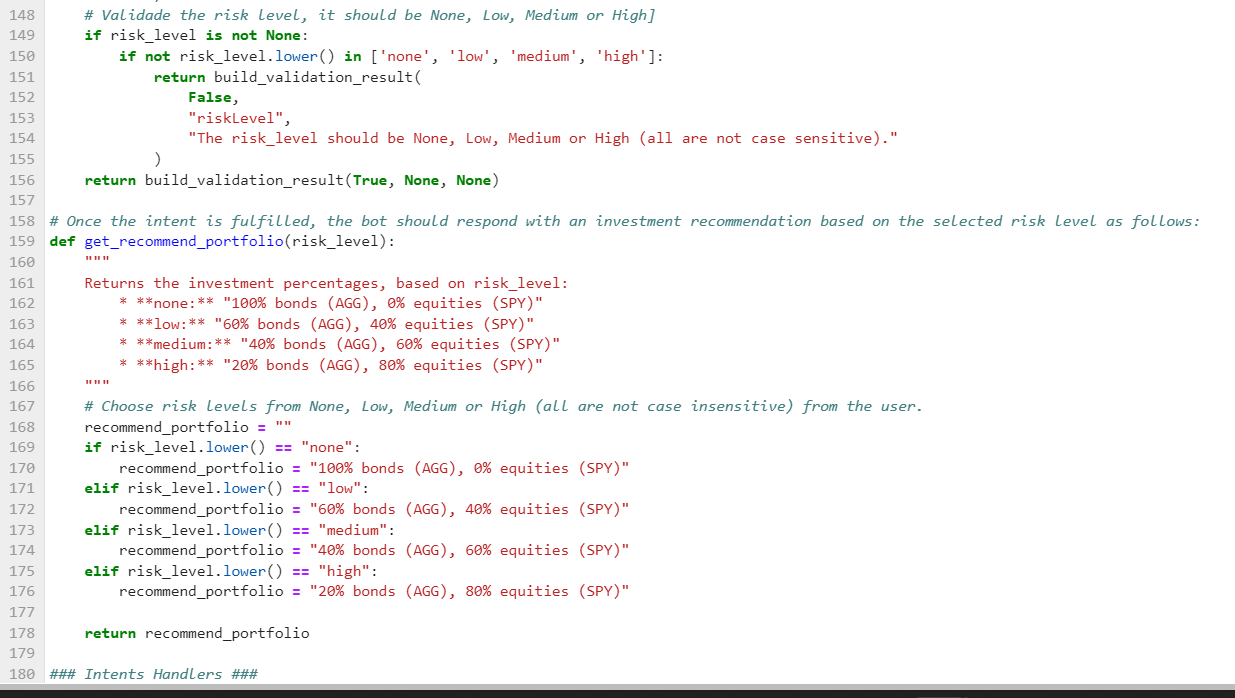 148     # Validade the risk level, it should be None, Low, Medium or High]
149     if risk_level is not None:
150         if not risk_level.lower() in ['none', 'low', 'medium', 'high']:
151             return build_validation_result(
152                 False,
153                 "riskLevel",
154                 "The risk_level should be None, Low, Medium or High (all are not case sensitive)."
155             )
156     return build_validation_result(True, None, None)
157
158 # Once the intent is fulfilled, the bot should respond with an investment recommendation based on the selected risk level as follows:
159 def get_recommend_portfolio(risk_level):
160     """
161     Returns the investment percentages, based on risk_level:
162         * **none:** "100% bonds (AGG), 0% equities (SPY)"
163         * **low:** "60% bonds (AGG), 40% equities (SPY)"
164         * **medium:** "40% bonds (AGG), 60% equities (SPY)"
165         * **high:** "20% bonds (AGG), 80% equities (SPY)"
166     """
167     # Choose risk levels from None, Low, Medium or High (all are not case insensitive) from the user.
168     recommend_portfolio = ""
169     if risk_level.lower() == "none":
170         recommend_portfolio = "100% bonds (AGG), 0% equities (SPY)"
171     elif risk_level.lower() == "low":
172         recommend_portfolio = "60% bonds (AGG), 40% equities (SPY)"
173     elif risk_level.lower() == "medium":
174         recommend_portfolio = "40% bonds (AGG), 60% equities (SPY)"
175     elif risk_level.lower() == "high":
176         recommend_portfolio = "20% bonds (AGG), 80% equities (SPY)"
177
178     return recommend_portfolio
179
180 ### Intents Handlers ###